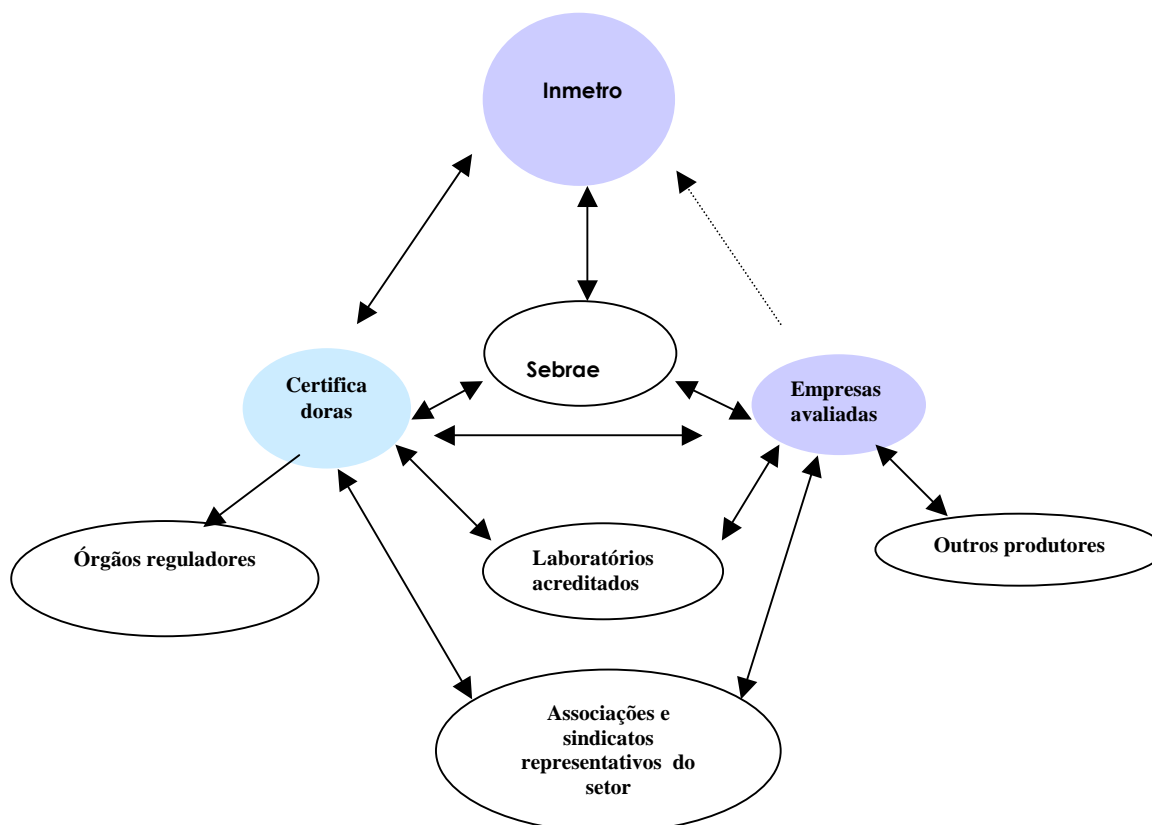 Inmetro
Sebrae
Certifica
doras
Empresas
avaliadas
Órgãos reguladores
Laboratórios
acreditados
Outros produtores
Associações e
sindicatos
representativos do
setor